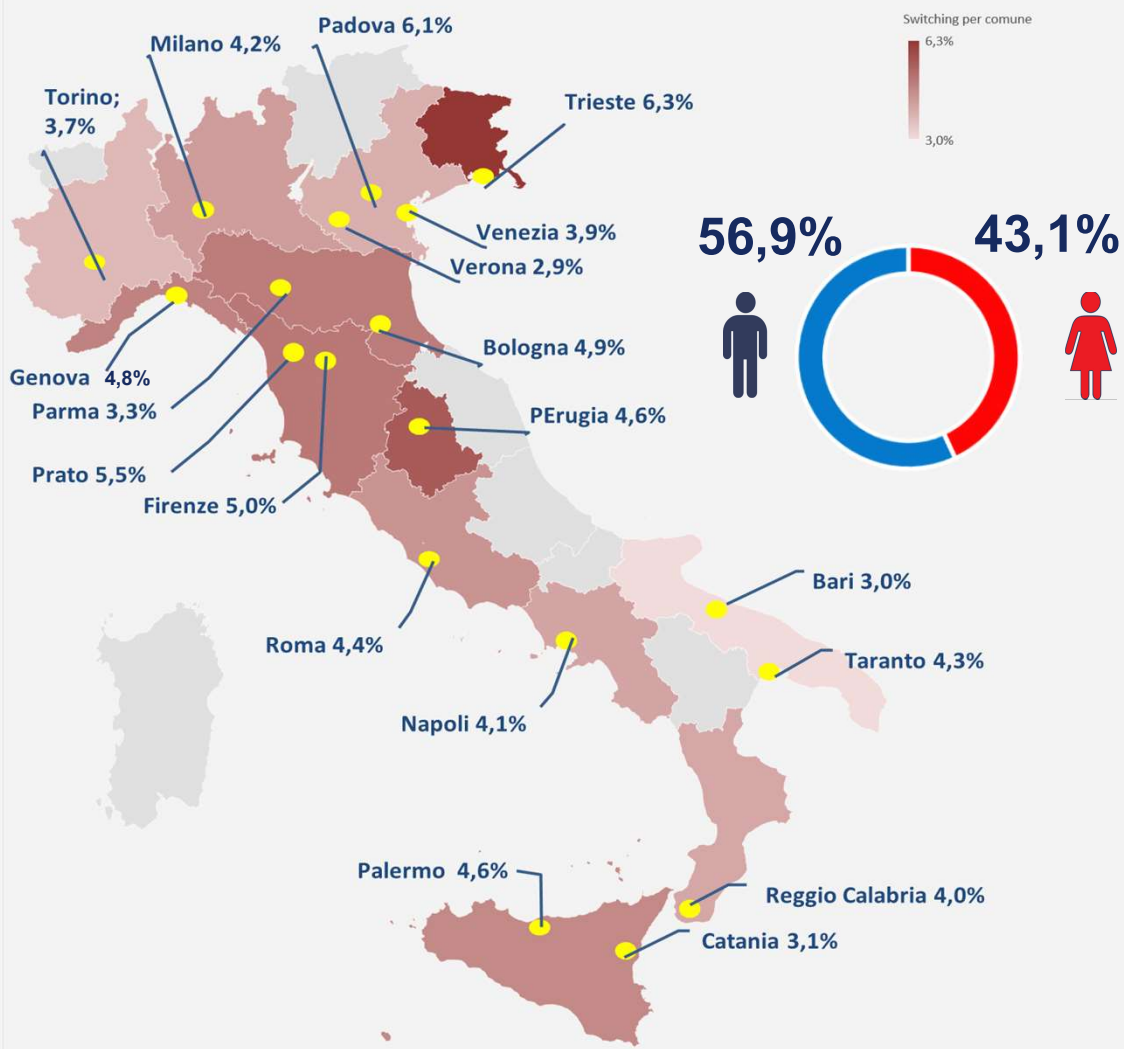 Switching per comune
6,3%
3,0%
Padova 6,1%
Milano 4,2%
Torino;
3,7%
Trieste 6,3%
Venezia 3,9%
Verona 2,9%
56,9%
43,1%
Bologna 4,9%
Genova 4,8%
Parma 3,3%
PErugia 4,6%
Prato 5,5%
Firenze 5,0%
Bari 3,0%
Roma 4,4%
Taranto 4,3%
Napoli 4,1%
Palermo 4,6%
Reggio Calabria 4,0%
Catania 3,1%